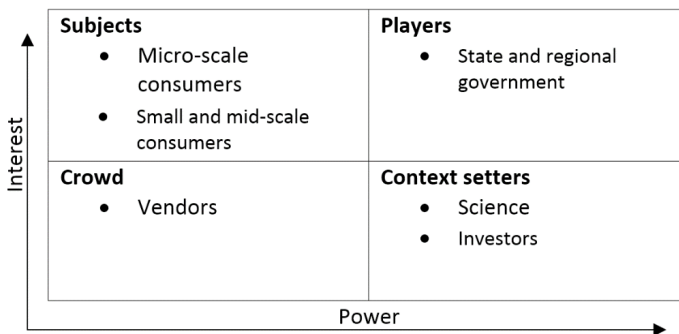 Subjects
• Micro-scale
consumers
• Small and mid-scale
consumers
Players
• State and regional
government
Interest
Crowd
• Vendors
Context setters
• Science
• Investors
Power